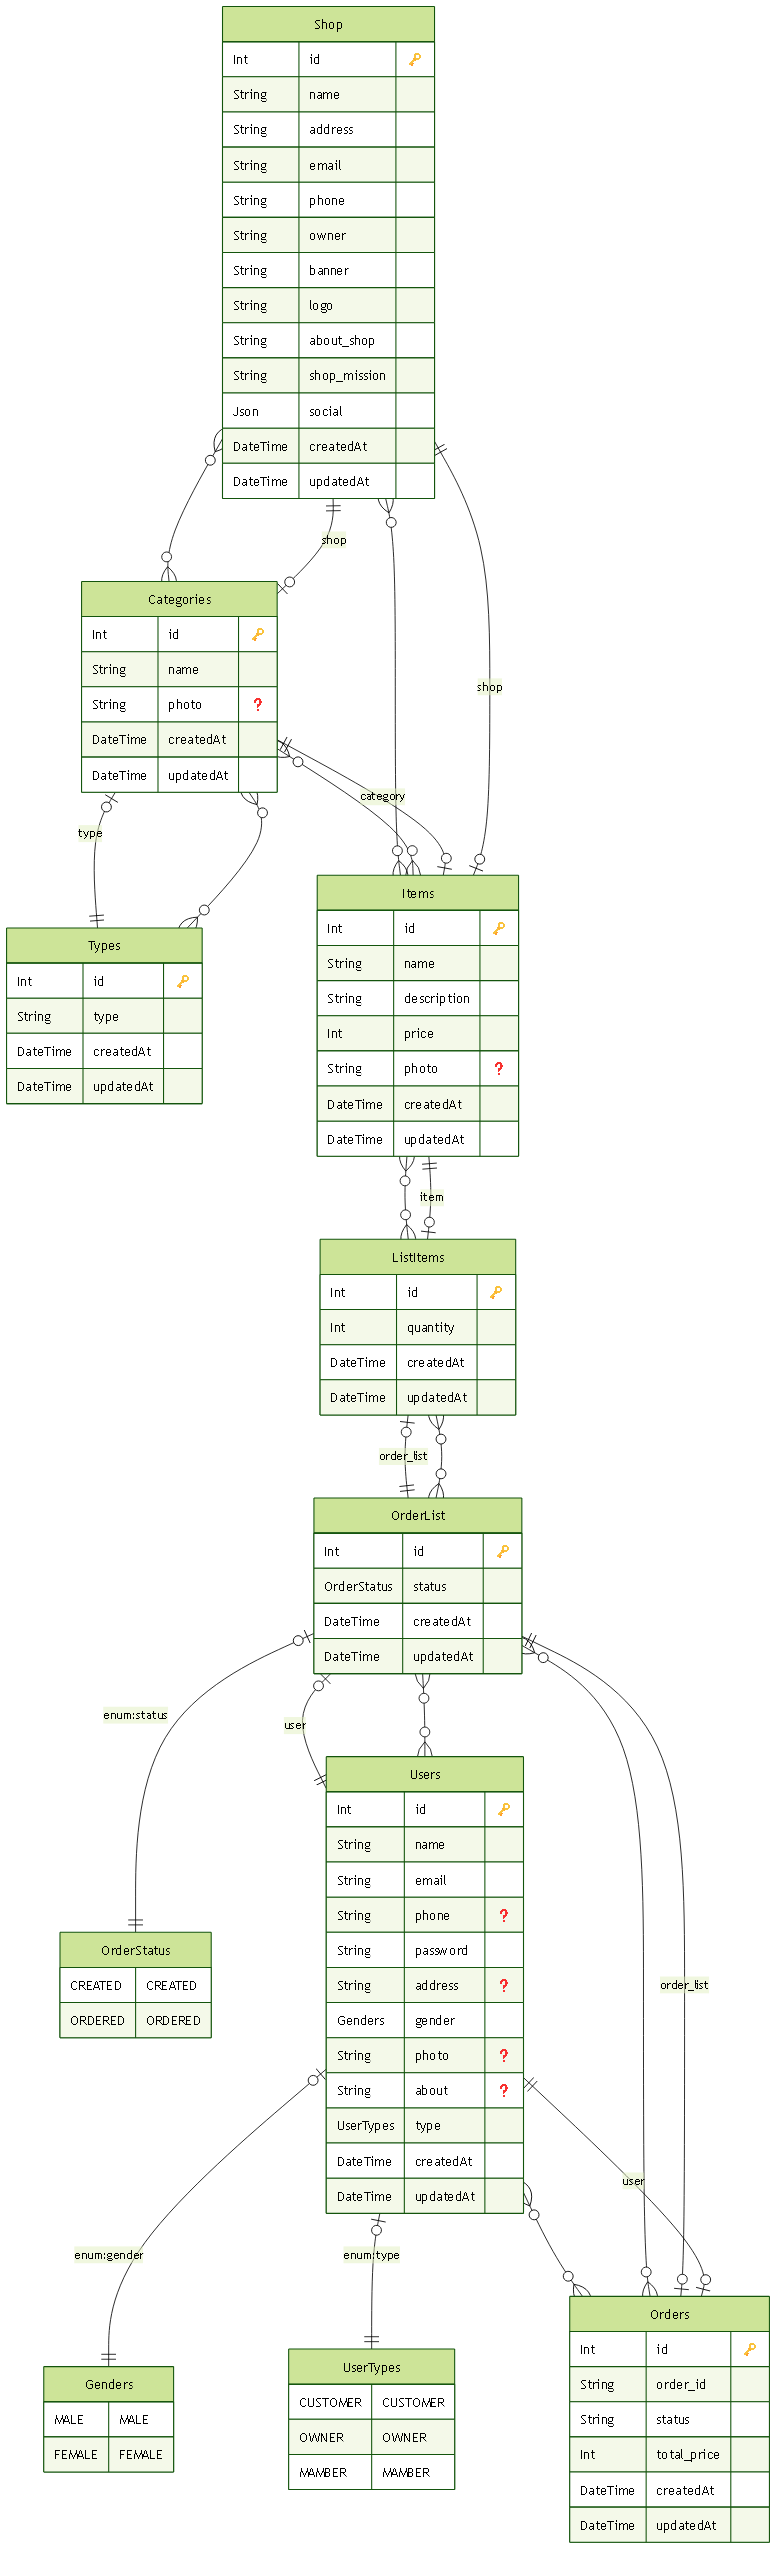 Shop
Int id
String name
String address
String email
String phone
String owner
String banner
String logo
String about_shop
String shop_mission
Json social
DateTime createdAt
DateTime updatedAt
shop
shop
Categories
Int id
String name
String photo ?
DateTime createdAt
DateTime updatedAt
category
type
Items
Int id
String name
String description
Int price
String photo ?
DateTime createdAt
DateTime updatedAt
Types
Int id
String type
DateTime createdAt
DateTime updatedAt
item
ListItems
Int id
Int quantity
DateTime createdAt
DateTime updatedAt
order_list
OrderList
Int id
OrderStatus status
DateTime createdAt
DateTime updatedAt
enum:status
user
Users
Int id
String name
String email
String phone ?
String password
String address ?
Genders gender
String photo ?
String about ?
UserTypes type
DateTime createdAt
DateTime updatedAt
OrderStatus
CREATED CREATED
ORDERED ORDERED
order_list
user
enum:gender
enum:type
Orders
Int id
String order_id
String status
Int total_price
DateTime createdAt
DateTime updatedAt
UserTypes
CUSTOMER CUSTOMER
OWNER OWNER
MAMBER MAMBER
Genders
MALE MALE
FEMALE FEMALE